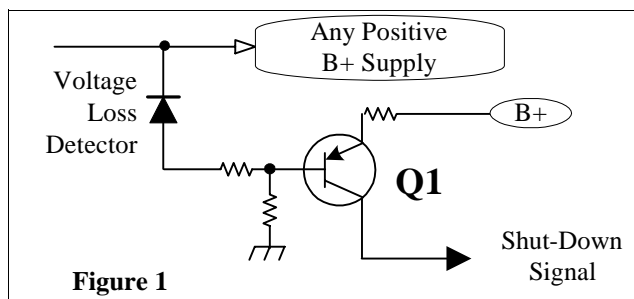 Any Positive
B+ Supply
Voltage
Loss
Detector
B+
Q1
Shut-Down
Signal
Figure 1